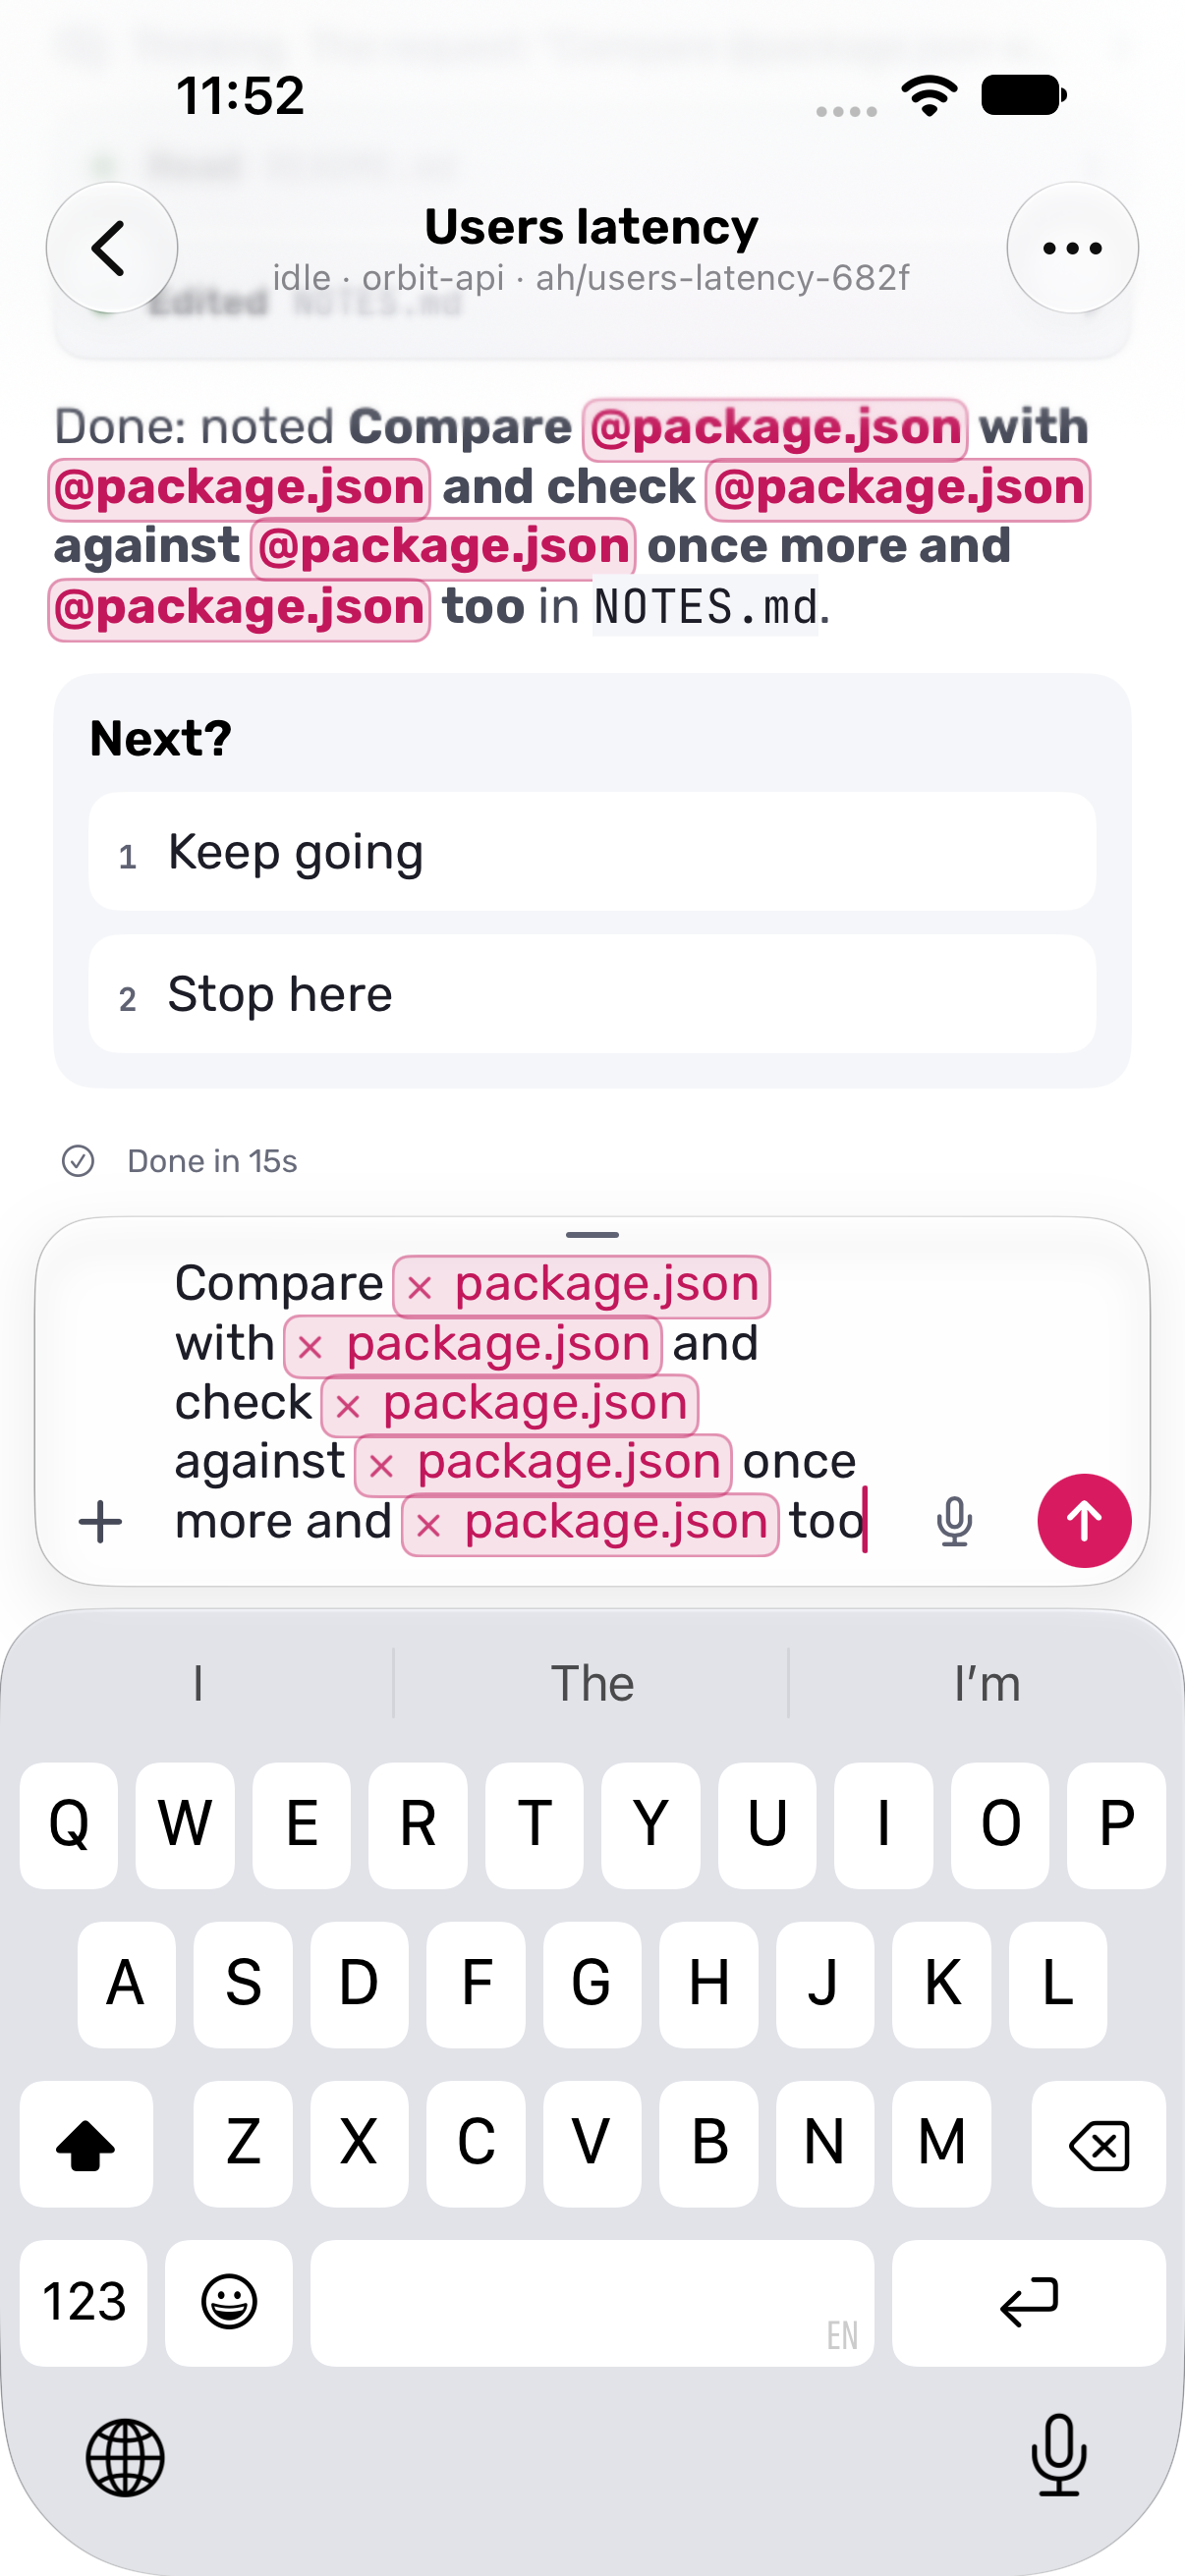 11:52
Users latency
idle · orbit-api · ah/users-latency-682f
Edited NOTES.md
Done: noted Compare @package.json with
@package.json and check @package.json
against @package.json once more and
@package.json too in NOTES.md.
Next?
1 Keep going
2 Stop here
Done in 15s
Compare × package.json
with × package.json and
check × package.json
against × package.json once
more and × package.json too
I The I’m
Q W E R T Y U I O P
A S D F G H J K L
Z X C V B N M
123
EN